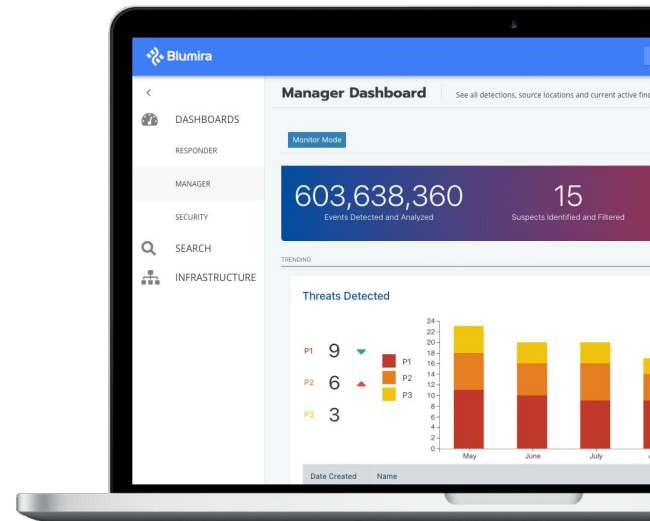 Blumira
Manager Dashboard
See all detections, source locations and current active
DASHBOARDS
RESPONDER
MANAGER
SECURITY
SEARCH
INFRASTRUCTURE
Monitor Mode
603,638,360
Events Detected and Analyzed
15
Suspects Identified and Filtered
TRENDING
Threats Detected
P1 9
P2 6
P3 3
P1
P2
P3
24
22
20
18
16
14
12
10
8
6
4
2
0
May June July
Date Created Name